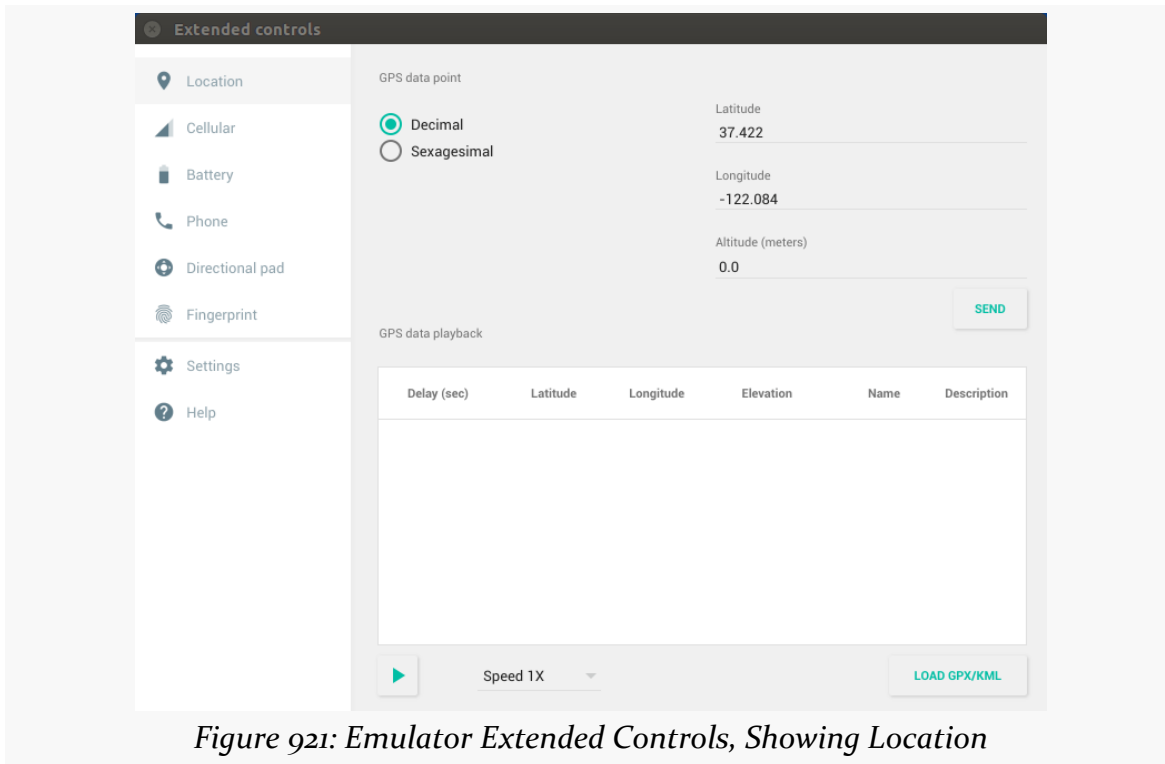 Extended controls
Location
Cellular
Battery
Phone
Directional pad
Fingerprint
Settings
Help
GPS data point
Decimal
Sexagesimal
Latitude
37.422
Longitude
-122.084
Altitude (meters)
0.0
SEND
GPS data playback
Delay (sec) Latitude Longitude Elevation Name Description
Speed 1X
LOAD GPX/KML
Figure 921: Emulator Extended Controls, Showing Location